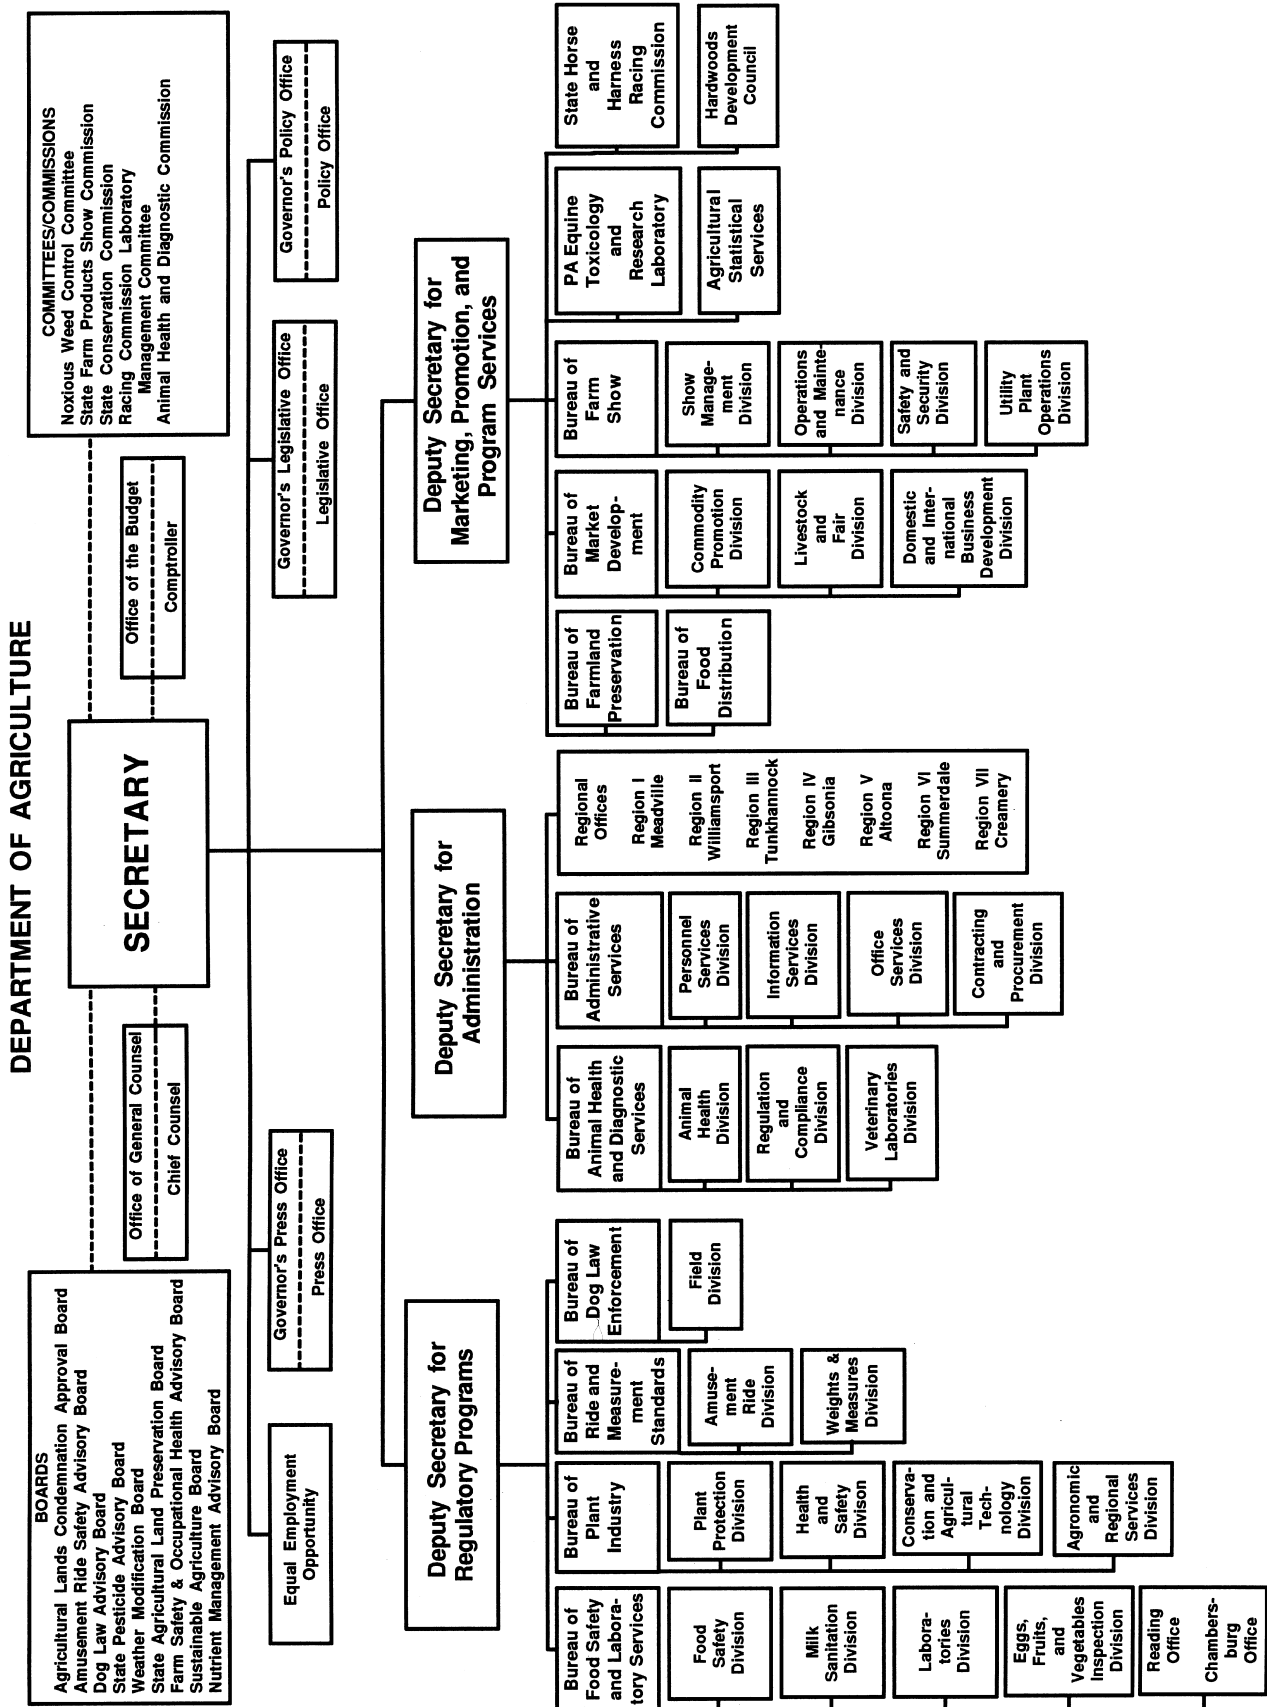 DEPARTMENT OF AGRICULTURE
BOARDS
Agricultural Lands Condemnation Approval Board
Amusement Ride Safety Advisory Board
Dog Law Advisory Board
State Pesticide Advisory Board
Weather Modification Board
State Agricultural Land Preservation Board
Farm Safety & Occupational Health Advisory Board
Sustainable Agriculture Board
Nutrient Management Advisory Board
SECRETARY
COMMITTEES/COMMISSIONS
Noxious Weed Control Committee
State Farm Products Show Commission
State Conservation Commission
Racing Commission Laboratory
Management Committee
Animal Health and Diagnostic Commission
Office of General Counsel
Chief Counsel
Office of the Budget
Comptroller
Equal Employment
Opportunity
Governor's Press Office
Press Office
Governor's Legislative Office
Legislative Office
Governor's Policy Office
Policy Office
Deputy Secretary for
Regulatory Programs
Deputy Secretary for
Administration
Deputy Secretary for
Marketing, Promotion, and
Program Services
Bureau of
Food Safety
and Labora-
tory Services
Food
Safety
Division
Milk
Sanitation
Division
Labora-
tories
Division
Eggs,
Fruits,
and
Vegetables
Inspection
Division
Reading
Office
Chambers-
burg
Office
Bureau of
Plant
Industry
Plant
Protection
Division
Health
and
Safety
Divison
Conserva-
tion and
Agricul-
tural
Tech-
nology
Division
Agronomic
and
Regional
Services
Division
Bureau of
Ride and
Measure-
ment
Standards
Amuse-
ment
Ride
Division
Weights &
Measures
Division
Bureau of
Dog Law
Enforcement
Field
Division
Bureau of
Animal Health
and Diagnostic
Services
Animal
Health
Division
Regulation
and
Compliance
Division
Veterinary
Laboratories
Division
Bureau of
Administrative
Services
Personnel
Services
Division
Information
Services
Division
Office
Services
Division
Contracting
and
Procurement
Division
Regional
Offices
Region I
Meadville
Region II
Williamsport
Region III
Tunkhannock
Region IV
Gibsonia
Region V
Altoona
Region VI
Summerdale
Region VII
Creamery
Bureau of
Farmland
Preservation
Bureau of
Food
Distribution
Bureau of
Market
Develop-
ment
Commodity
Promotion
Division
Livestock
and
Fair
Division
Domestic
and Inter-
national
Business
Development
Division
Bureau of
Farm
Show
Show
Manage-
ment
Division
Operations
and Mainte-
nance
Division
Safety and
Security
Division
Utility
Plant
Operations
Division
PA Equine
Toxicology
and
Research
Laboratory
Agricultural
Statistical
Services
State Horse
and
Harness
Racing
Commission
Hardwoods
Development
Council